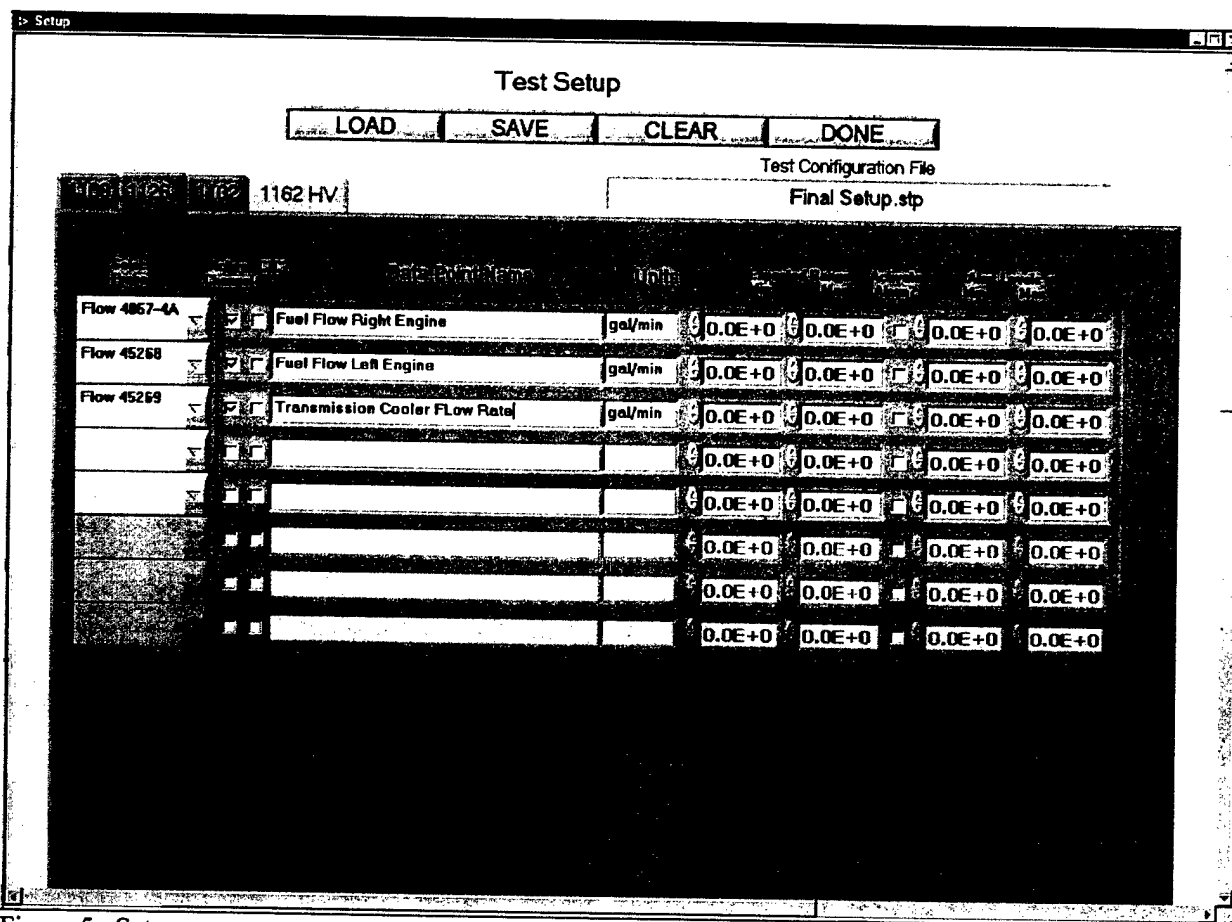 Setup
Test Setup
LOAD SAVE CLEAR DONE
Test Conifiguration File
1162 1162 HV Final Setup.stp
Data Point Name Units
Flow 4867-4A Fuel Flow Right Engine gal/min 0.0E+0 0.0E+0 0.0E+0 0.0E+0
Flow 45268 Fuel Flow Left Engine gal/min 0.0E+0 0.0E+0 0.0E+0 0.0E+0
Flow 45269 Transmission Cooler FLow Rate gal/min 0.0E+0 0.0E+0 0.0E+0 0.0E+0
0.0E+0 0.0E+0 0.0E+0 0.0E+0
0.0E+0 0.0E+0 0.0E+0 0.0E+0
0.0E+0 0.0E+0 0.0E+0 0.0E+0
0.0E+0 0.0E+0 0.0E+0 0.0E+0
0.0E+0 0.0E+0 0.0E+0 0.0E+0